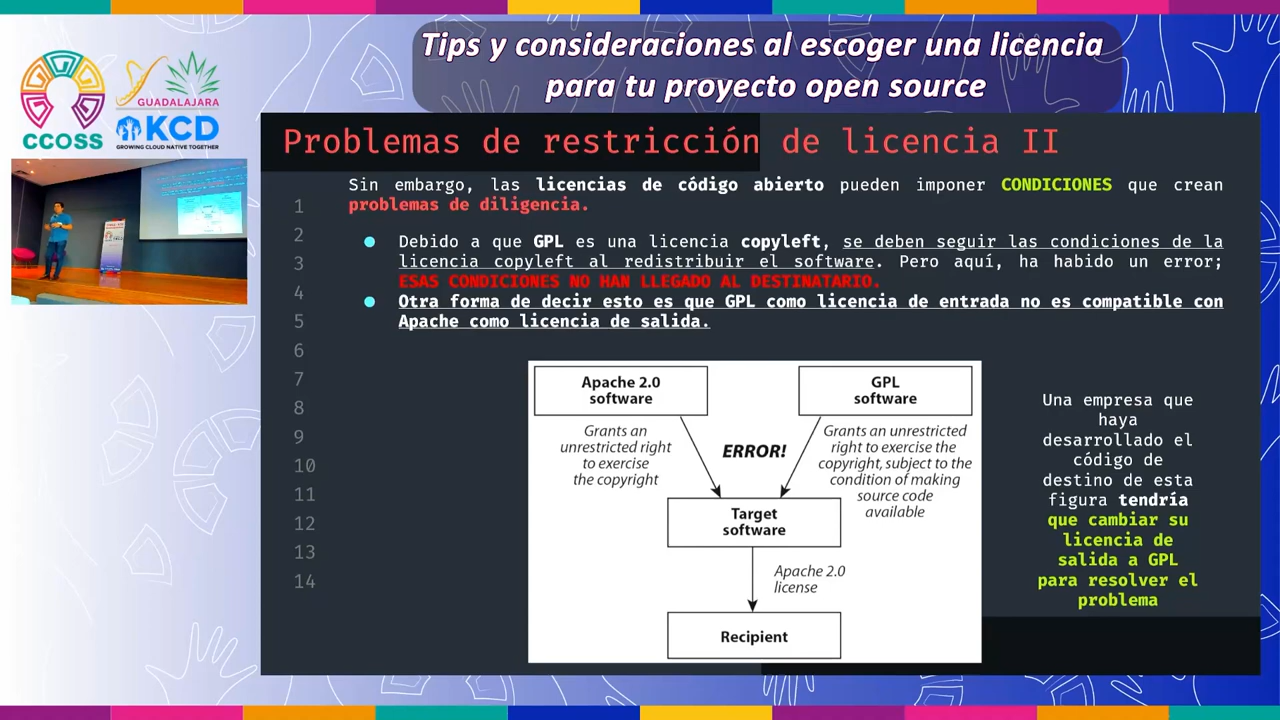 Tips y consideraciones al escoger una licencia
para tu proyecto open source
CCOSS
GUADALAJARA
KCD
GROWING CLOUD NATIVE TOGETHER
Problemas de restricción de licencia II
Sin embargo, las licencias de código abierto pueden imponer CONDICIONES que crean
problemas de diligencia.
● Debido a que GPL es una licencia copyleft, se deben seguir las condiciones de la
licencia copyleft al redistribuir el software. Pero aquí, ha habido un error;
ESAS CONDICIONES NO HAN LLEGADO AL DESTINATARIO.
● Otra forma de decir esto es que GPL como licencia de entrada no es compatible con
Apache como licencia de salida.
1
2
3
4
5
6
7
8
9
10
11
12
13
14
Apache 2.0
software
GPL
software
Grants an
unrestricted right
to exercise
the copyright
ERROR!
Grants an unrestricted
right to exercise the
copyright, subject to the
condition of making
source code
available
Target
software
Apache 2.0
license
Recipient
Una empresa que
haya
desarrollado el
código de
destino de esta
figura tendría
que cambiar su
licencia de
salida a GPL
para resolver el
problema